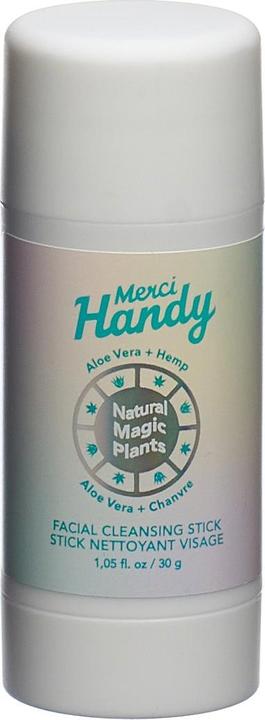 Merci
Handy
Aloe Vera + Hemp
Natural
Magic
Plants
Aloe Vera + Chanvre
FACIAL CLEANSING STICK
STICK NETTOYANT VISAGE
1,05 fl. oz / 30 g